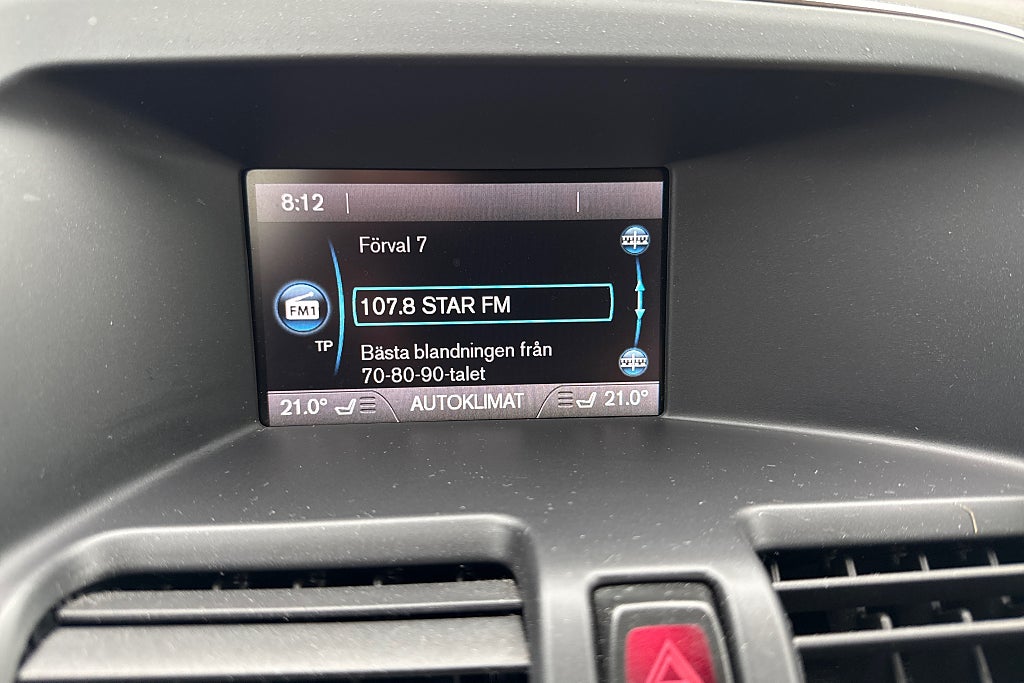 8:12
Förval 7
FM1
107.8 STAR FM
TP
Bästa blandningen från
70-80-90-talet
21.0° AUTOKLIMAT 21.0°